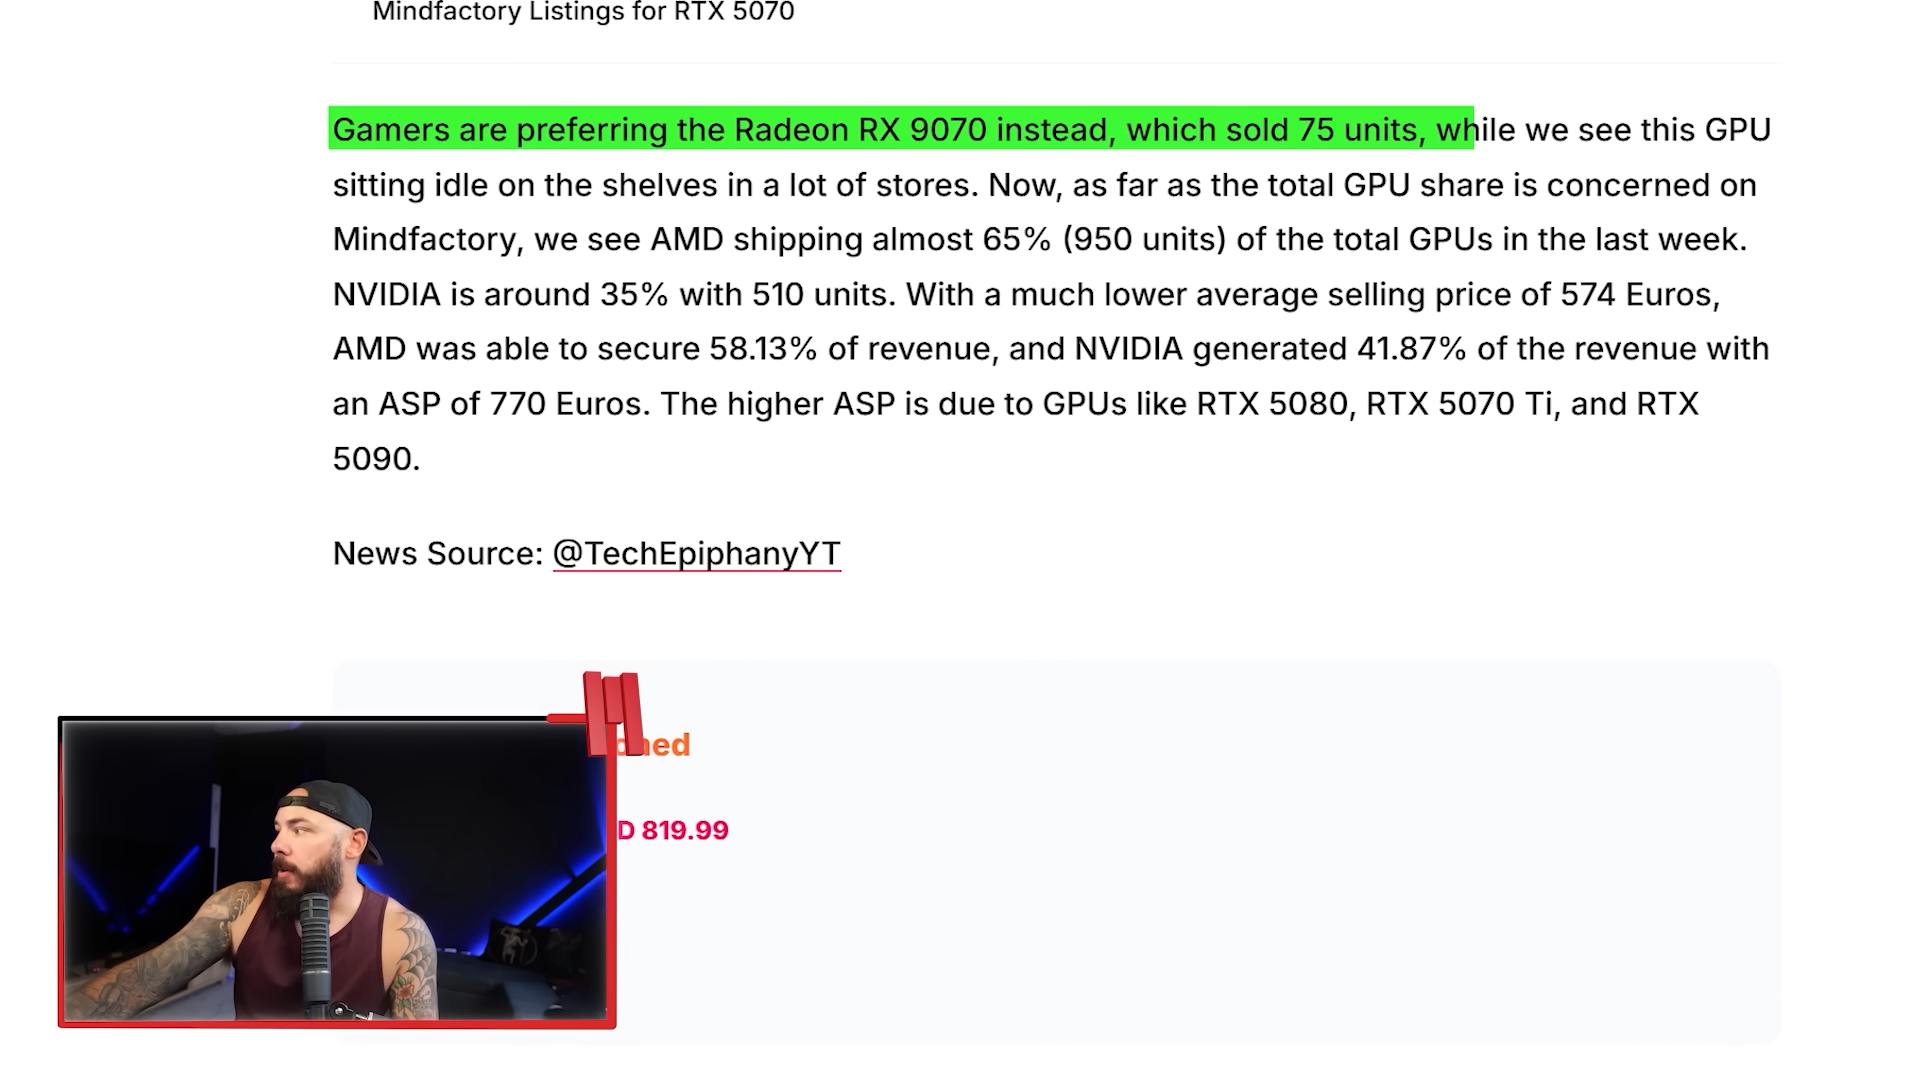 Mindfactory Listings for RTX 5070
Gamers are preferring the Radeon RX 9070 instead, which sold 75 units, while we see this GPU
sitting idle on the shelves in a lot of stores. Now, as far as the total GPU share is concerned on
Mindfactory, we see AMD shipping almost 65% (950 units) of the total GPUs in the last week.
NVIDIA is around 35% with 510 units. With a much lower average selling price of 574 Euros,
AMD was able to secure 58.13% of revenue, and NVIDIA generated 41.87% of the revenue with
an ASP of 770 Euros. The higher ASP is due to GPUs like RTX 5080, RTX 5070 Ti, and RTX
5090.
News Source: @TechEpiphanyYT
D 819.99